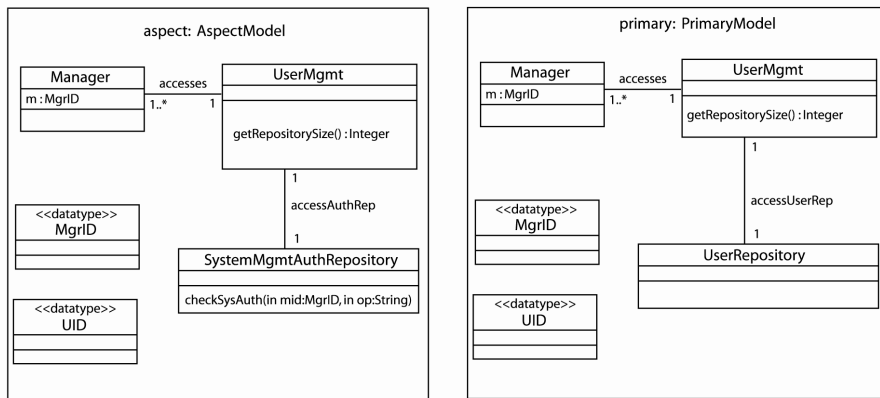 aspect: AspectModel
Manager
m : MgrID
accesses
1..*
1
UserMgmt
getRepositorySize() : Integer
1
accessAuthRep
1
SystemMgmtAuthRepository
checkSysAuth(in mid:MgrID, in op:String)
<<datatype>>
MgrID
<<datatype>>
UID
primary: PrimaryModel
Manager
m : MgrID
accesses
1..*
1
UserMgmt
getRepositorySize() : Integer
1
accessUserRep
1
UserRepository
<<datatype>>
MgrID
<<datatype>>
UID